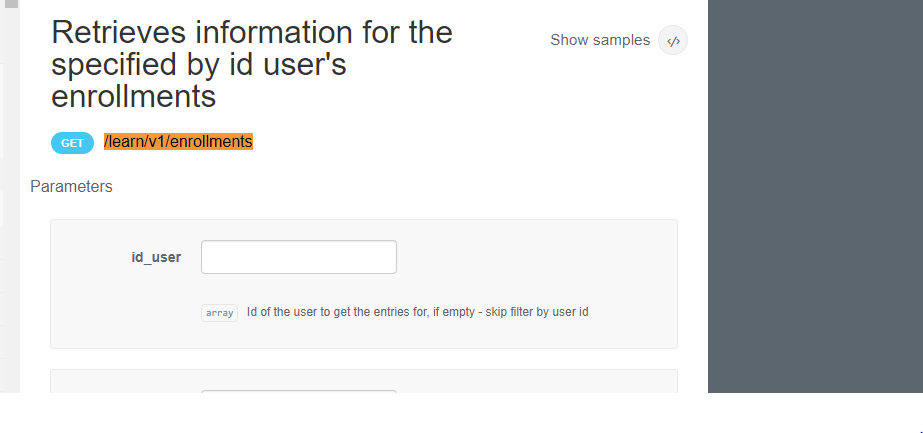 Retrieves information for the
specified by id user's
enrollments
Show samples </>
GET /learn/v1/enrollments
Parameters
id_user
array Id of the user to get the entries for, if empty - skip filter by user id